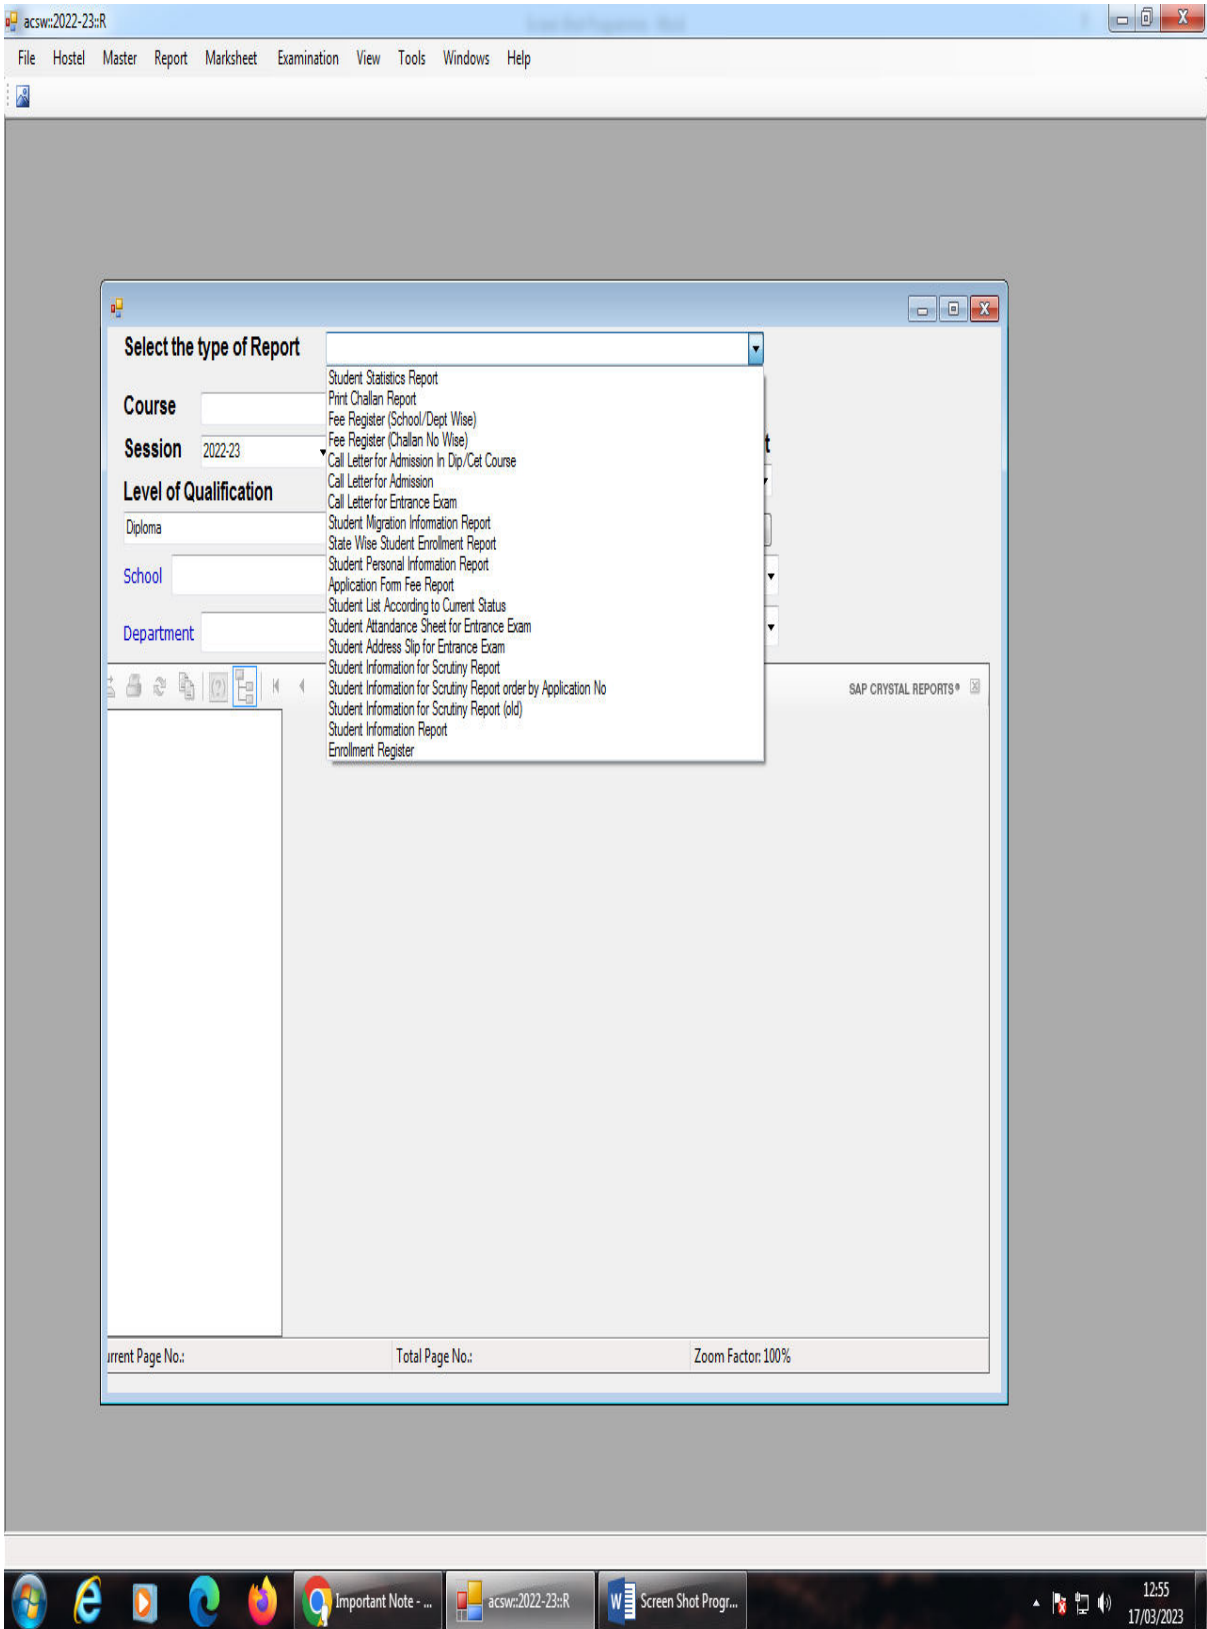 acsw::2022-23::R
File Hostel Master Report Marksheet Examination View Tools Windows Help
Select the type of Report
Student Statistics Report
Print Challan Report
Course
Fee Register (School/Dept Wise)
Fee Register (Challan No Wise)
Session 2022-23
Call Letter for Admission In Dip/Cet Course
Call Letter for Admission
Level of Qualification
Call Letter for Entrance Exam
Student Migration Information Report
Diploma
State Wise Student Enrollment Report
Student Personal Information Report
School
Application Form Fee Report
Student List According to Current Status
Student Attandance Sheet for Entrance Exam
Department
Student Address Slip for Entrance Exam
Student Information for Scrutiny Report
Student Information for Scrutiny Report order by Application No
SAP CRYSTAL REPORTS®
Student Information for Scrutiny Report (old)
Student Information Report
Enrollment Register
urrent Page No.: Total Page No.: Zoom Factor: 100%
Important Note - ... acsw::2022-23::R Screen Shot Progr...
12:55
17/03/2023